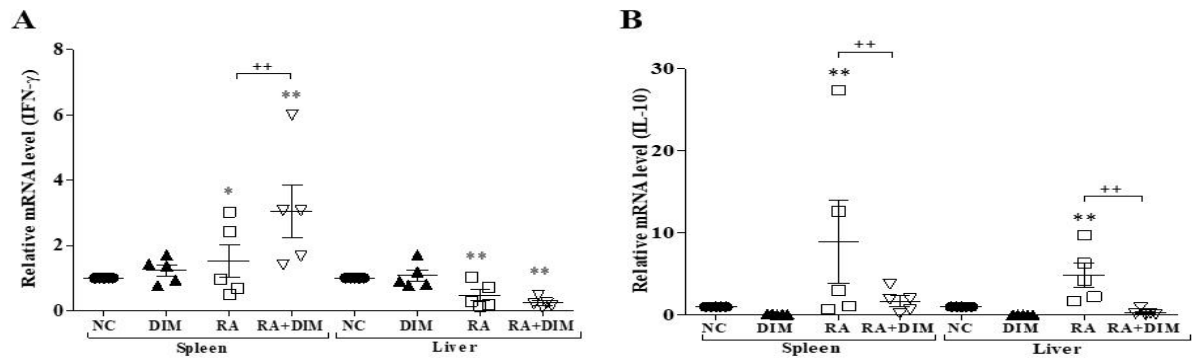 A
Relative mRNA level (IFN-γ)
8
6
4
2
0
++
*
**
**
**
NC DIM RA RA+DIM NC DIM RA RA+DIM
Spleen Liver
B
Relative mRNA level (IL-10)
30
20
10
0
++
**
++
**
NC DIM RA RA+DIM NC DIM RA RA+DIM
Spleen Liver